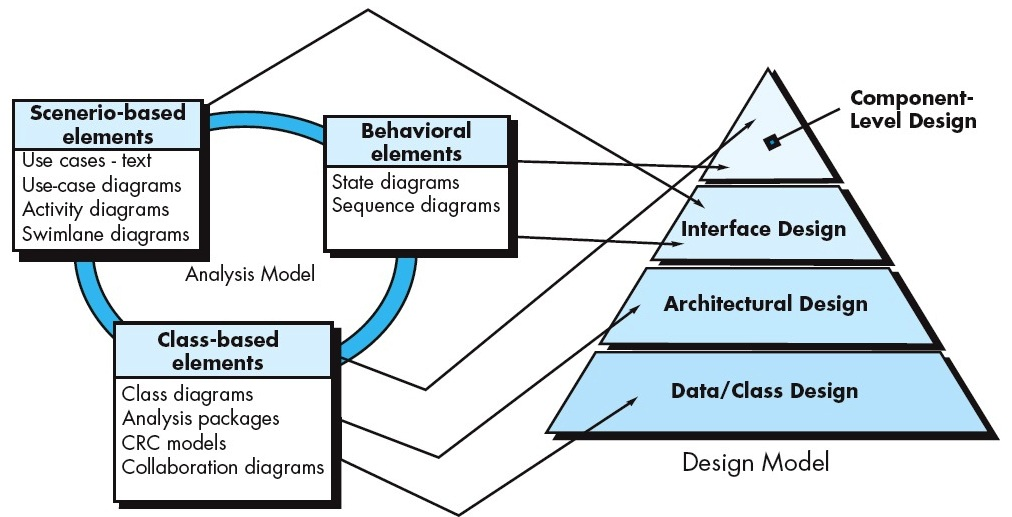 Scenerio-based
elements
Use cases - text
Use-case diagrams
Activity diagrams
Swimlane diagrams
Behavioral
elements
State diagrams
Sequence diagrams
Analysis Model
Class-based
elements
Class diagrams
Analysis packages
CRC models
Collaboration diagrams
Component-
Level Design
Interface Design
Architectural Design
Data/Class Design
Design Model